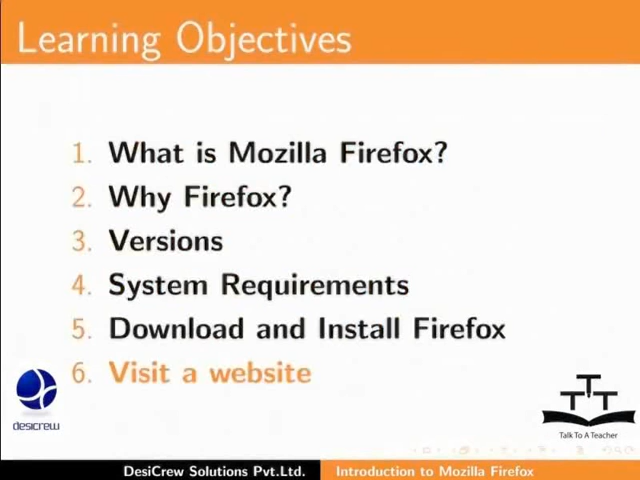 Learning Objectives
1. What is Mozilla Firefox?
2. Why Firefox?
3. Versions
4. System Requirements
5. Download and Install Firefox
6. Visit a website
desicrew
TTT
Talk To A Teacher
DesiCrew Solutions Pvt.Ltd. Introduction to Mozilla Firefox